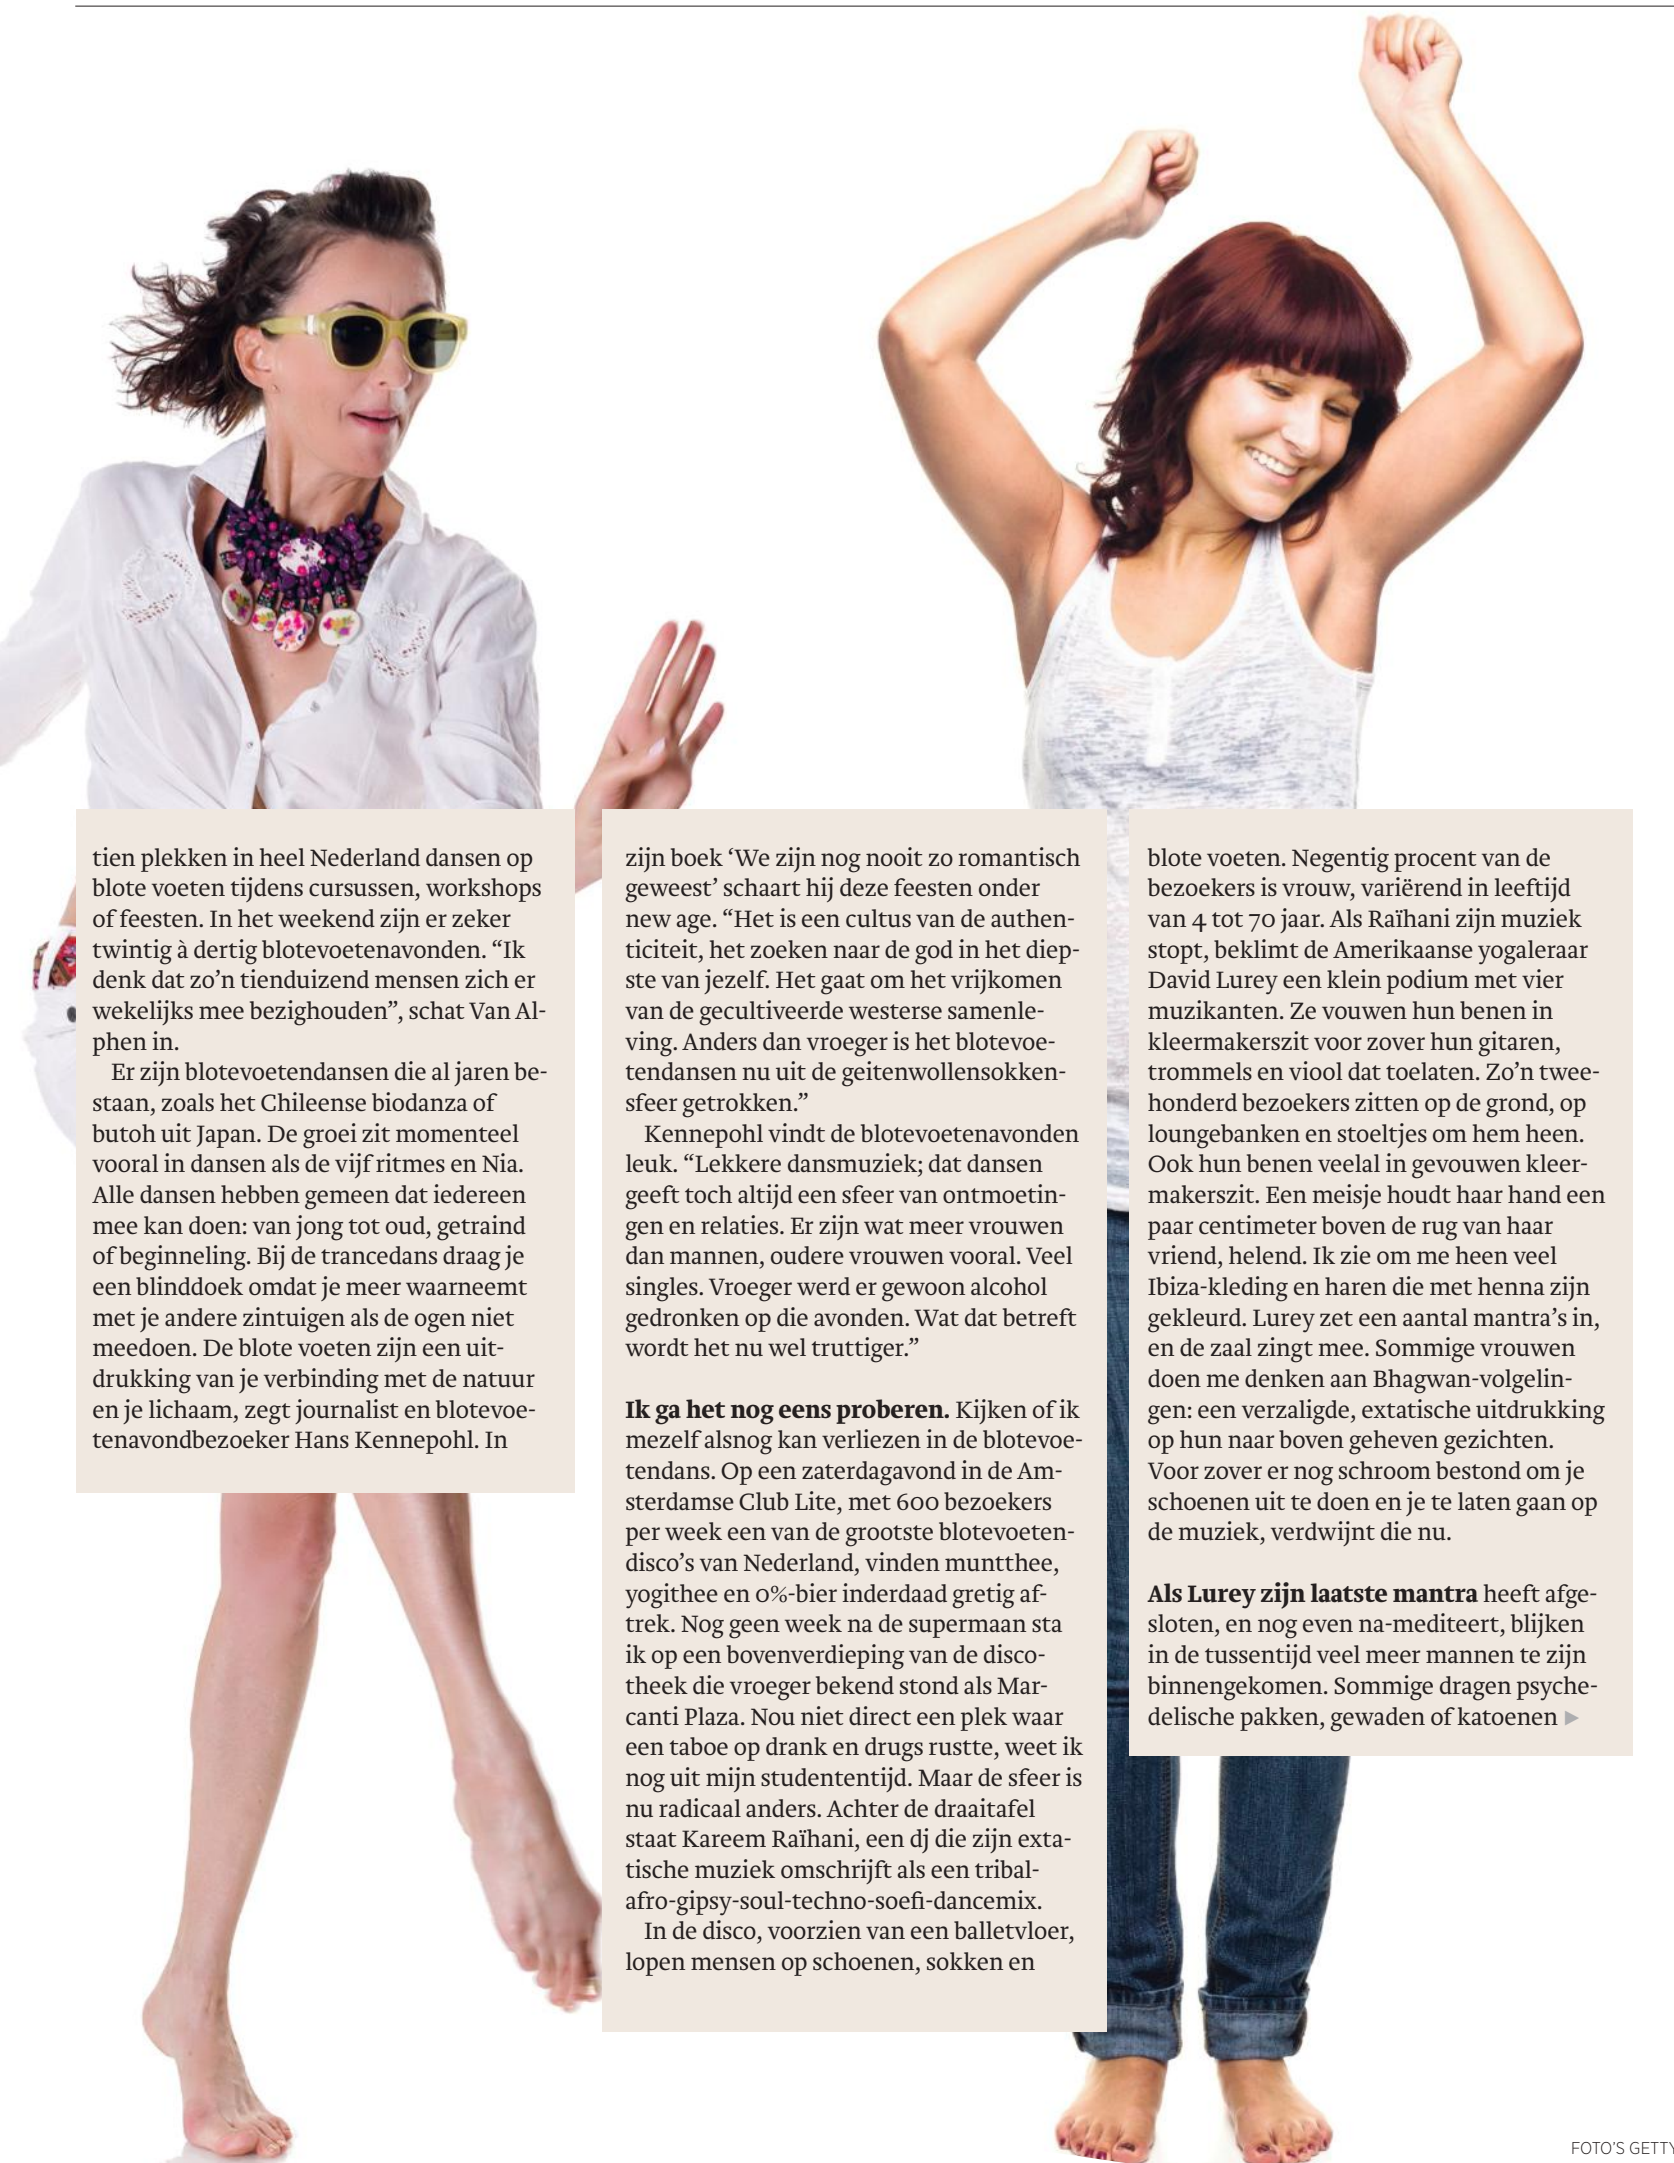 tien plekken in heel Nederland dansen op
blote voeten tijdens cursussen, workshops
of feesten. In het weekend zijn er zeker
twintig à dertig blotevoetenavonden. “Ik
denk dat zo’n tienduizend mensen zich er
wekelijks mee bezighouden”, schat Van Al-
phen in.
Er zijn blotevoetendansen die al jaren be-
staan, zoals het Chileense biodanza of
butoh uit Japan. De groei zit momenteel
vooral in dansen als de vijf ritmes en Nia.
Alle dansen hebben gemeen dat iedereen
mee kan doen: van jong tot oud, getraind
of beginneling. Bij de trancedans draag je
een blinddoek omdat je meer waarneemt
met je andere zintuigen als de ogen niet
meedoen. De blote voeten zijn een uit-
drukking van je verbinding met de natuur
en je lichaam, zegt journalist en blotevoe-
tenavondbezoeker Hans Kennepohl. In
zijn boek ‘We zijn nog nooit zo romantisch
geweest’ schaart hij deze feesten onder
new age. “Het is een cultus van de authen-
ticiteit, het zoeken naar de god in het diep-
ste van jezelf. Het gaat om het vrijkomen
van de gecultiveerde westerse samenle-
ving. Anders dan vroeger is het blotevoe-
tendansen nu uit de geitenwollensokken-
sfeer getrokken.”
Kennepohl vindt de blotevoetenavonden
leuk. “Lekkere dansmuziek; dat dansen
geeft toch altijd een sfeer van ontmoetin-
gen en relaties. Er zijn wat meer vrouwen
dan mannen, oudere vrouwen vooral. Veel
singles. Vroeger werd er gewoon alcohol
gedronken op die avonden. Wat dat betreft
wordt het nu wel truttiger.”
Ik ga het nog eens proberen. Kijken of ik
mezelf alsnog kan verliezen in de blotevoe-
tendans. Op een zaterdagavond in de Am-
sterdamse Club Lite, met 600 bezoekers
per week een van de grootste blotevoeten-
disco’s van Nederland, vinden muntthee,
yogithee en 0%-bier inderdaad gretig af-
trek. Nog geen week na de supermaan sta
ik op een bovenverdieping van de disco-
theek die vroeger bekend stond als Mar-
canti Plaza. Nou niet direct een plek waar
een taboe op drank en drugs rustte, weet ik
nog uit mijn studententijd. Maar de sfeer is
nu radicaal anders. Achter de draaitafel
staat Kareem Raïhani, een dj die zijn exta-
tische muziek omschrijft als een tribal-
afro-gipsy-soul-techno-soefi-dancemix.
In de disco, voorzien van een balletvloer,
lopen mensen op schoenen, sokken en
blote voeten. Negentig procent van de
bezoekers is vrouw, variërend in leeftijd
van 4 tot 70 jaar. Als Raïhani zijn muziek
stopt, beklimt de Amerikaanse yogaleraar
David Lurey een klein podium met vier
muzikanten. Ze vouwen hun benen in
kleermakerszit voor zover hun gitaren,
trommels en viool dat toelaten. Zo’n twee-
honderd bezoekers zitten op de grond, op
loungebanken en stoeltjes om hem heen.
Ook hun benen veelal in gevouwen kleer-
makerszit. Een meisje houdt haar hand een
paar centimeter boven de rug van haar
vriend, helend. Ik zie om me heen veel
Ibiza-kleding en haren die met henna zijn
gekleurd. Lurey zet een aantal mantra’s in,
en de zaal zingt mee. Sommige vrouwen
doen me denken aan Bhagwan-volgelin-
gen: een verzaligde, extatische uitdrukking
op hun naar boven geheven gezichten.
Voor zover er nog schroom bestond om je
schoenen uit te doen en je te laten gaan op
de muziek, verdwijnt die nu.
Als Lurey zijn laatste mantra heeft afge-
sloten, en nog even na-mediteert, blijken
in de tussentijd veel meer mannen te zijn
binnengekomen. Sommige dragen psyche-
delische pakken, gewaden of katoenen ▶
FOTO'S GETTY